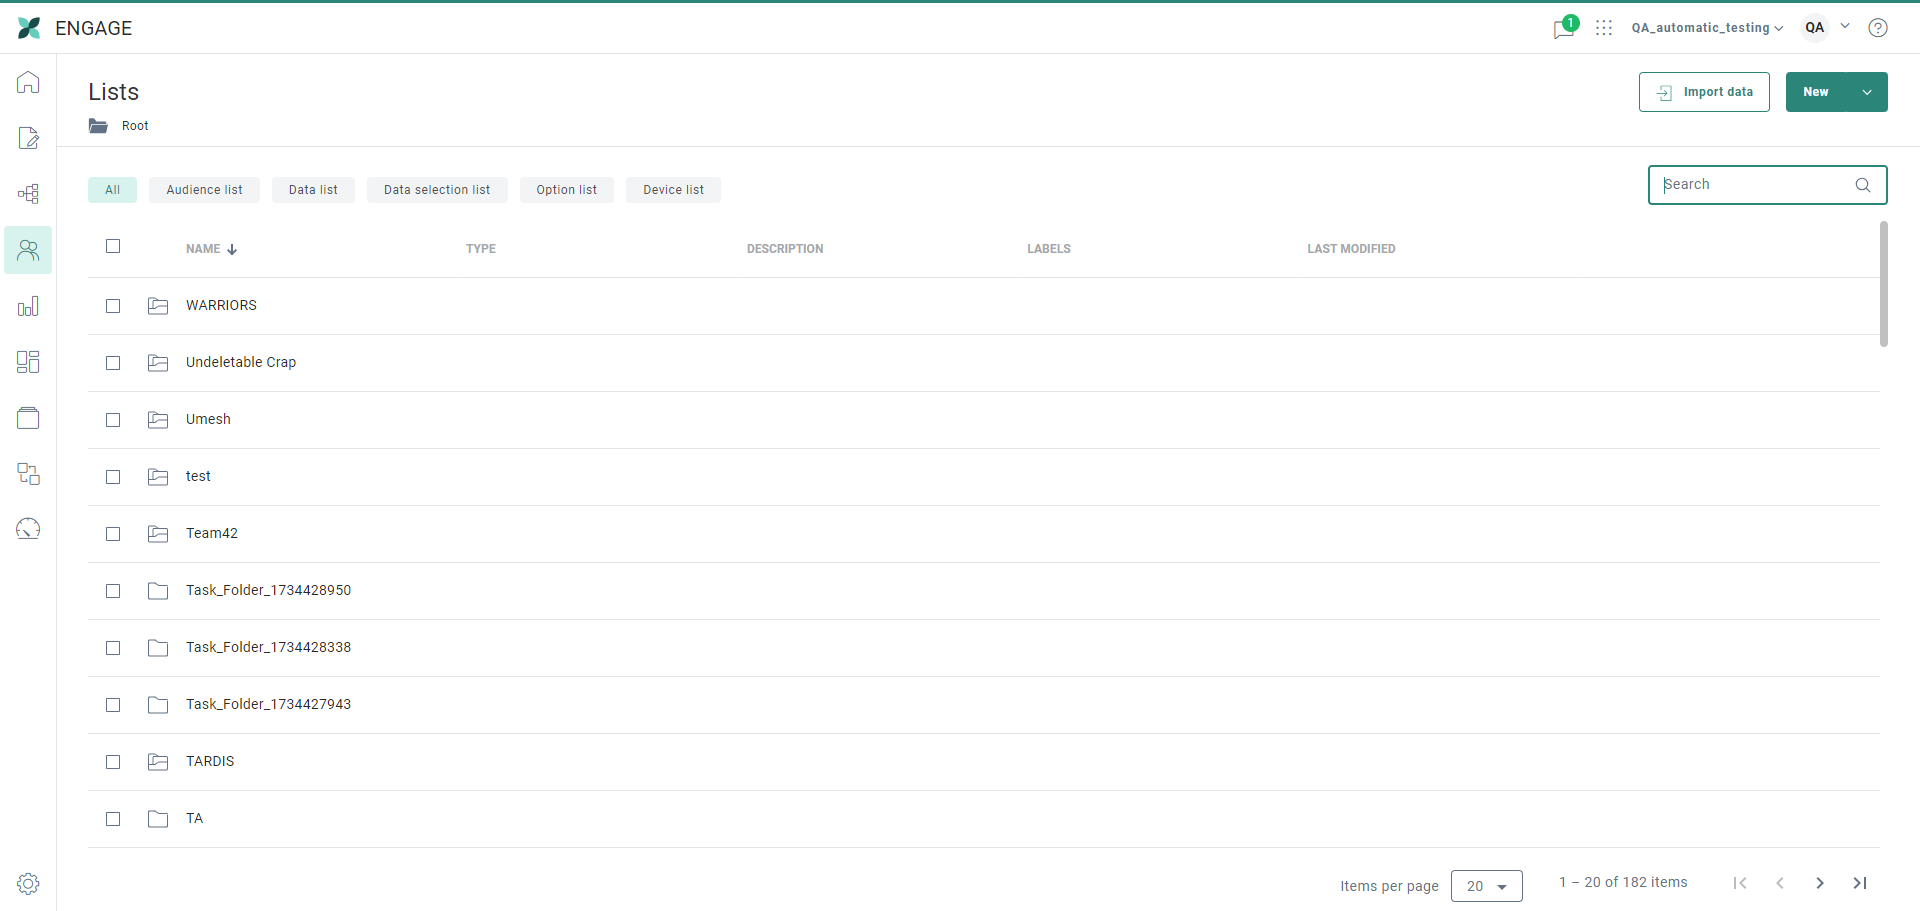 ENGAGE
1
QA_automatic_testing
QA
Lists
Import data
New
Root
All
Audience list
Data list
Data selection list
Option list
Device list
Search
NAME
TYPE
DESCRIPTION
LABELS
LAST MODIFIED
WARRIORS
Undeletable Crap
Umesh
test
Team42
Task_Folder_1734428950
Task_Folder_1734428338
Task_Folder_1734427943
TARDIS
TA
Items per page
20
1 – 20 of 182 items